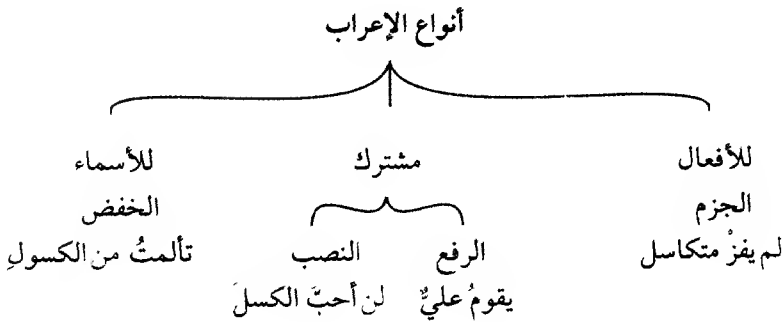 أنواع الإعراب
للأفعال مشترك للأسماء
الجزم الخفض
لم يفزْ متكاسل الرفع النصب تألمتُ من الكسولِ
يقومُ عليٌّ لن أحبَّ الكسلَ